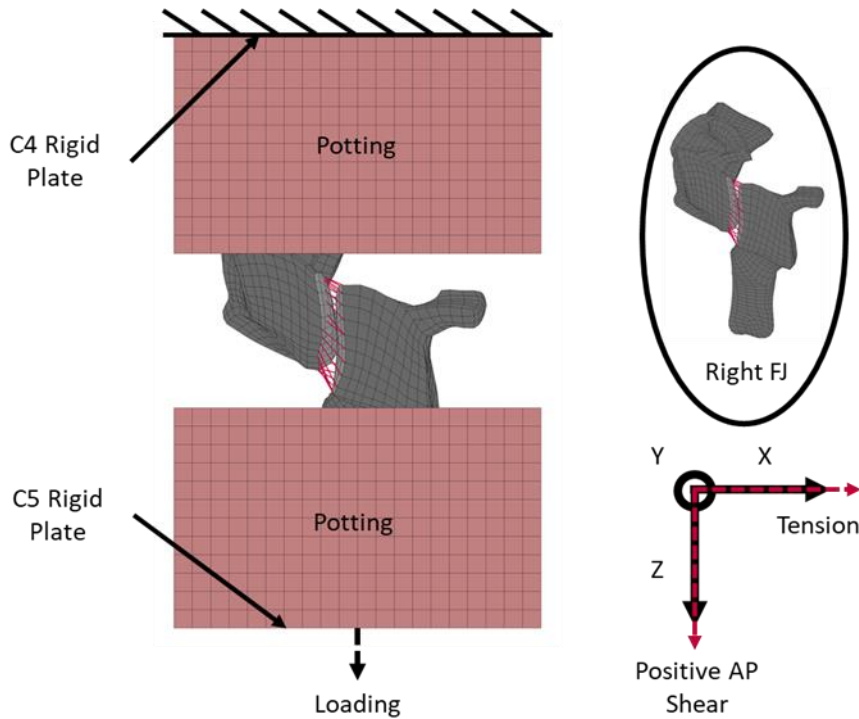 C4 Rigid
Plate
Potting
Right FJ
C5 Rigid
Plate
Potting
Loading
Y
X
Tension
Z
Positive AP
Shear